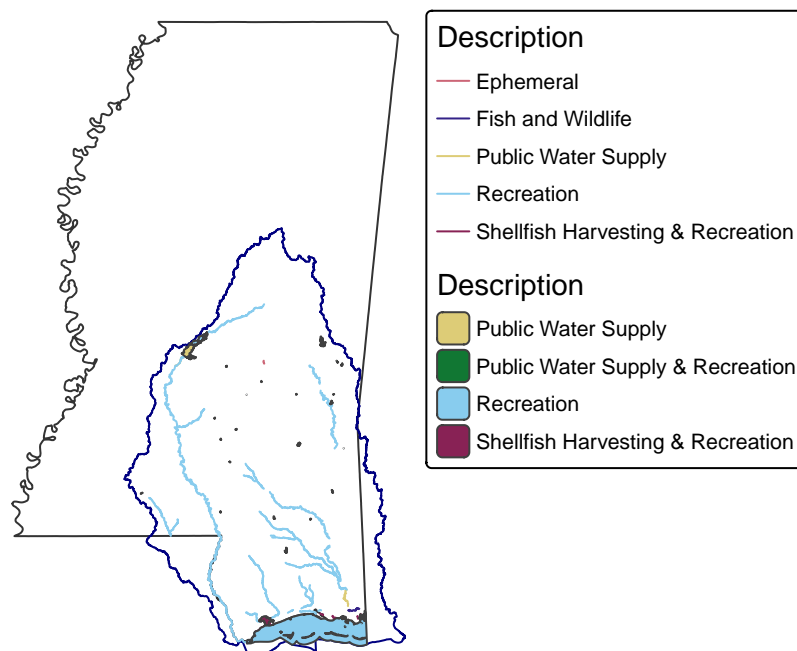 Description
Ephemeral
Fish and Wildlife
Public Water Supply
Recreation
Shellfish Harvesting & Recreation
Description
Public Water Supply
Public Water Supply & Recreation
Recreation
Shellfish Harvesting & Recreation